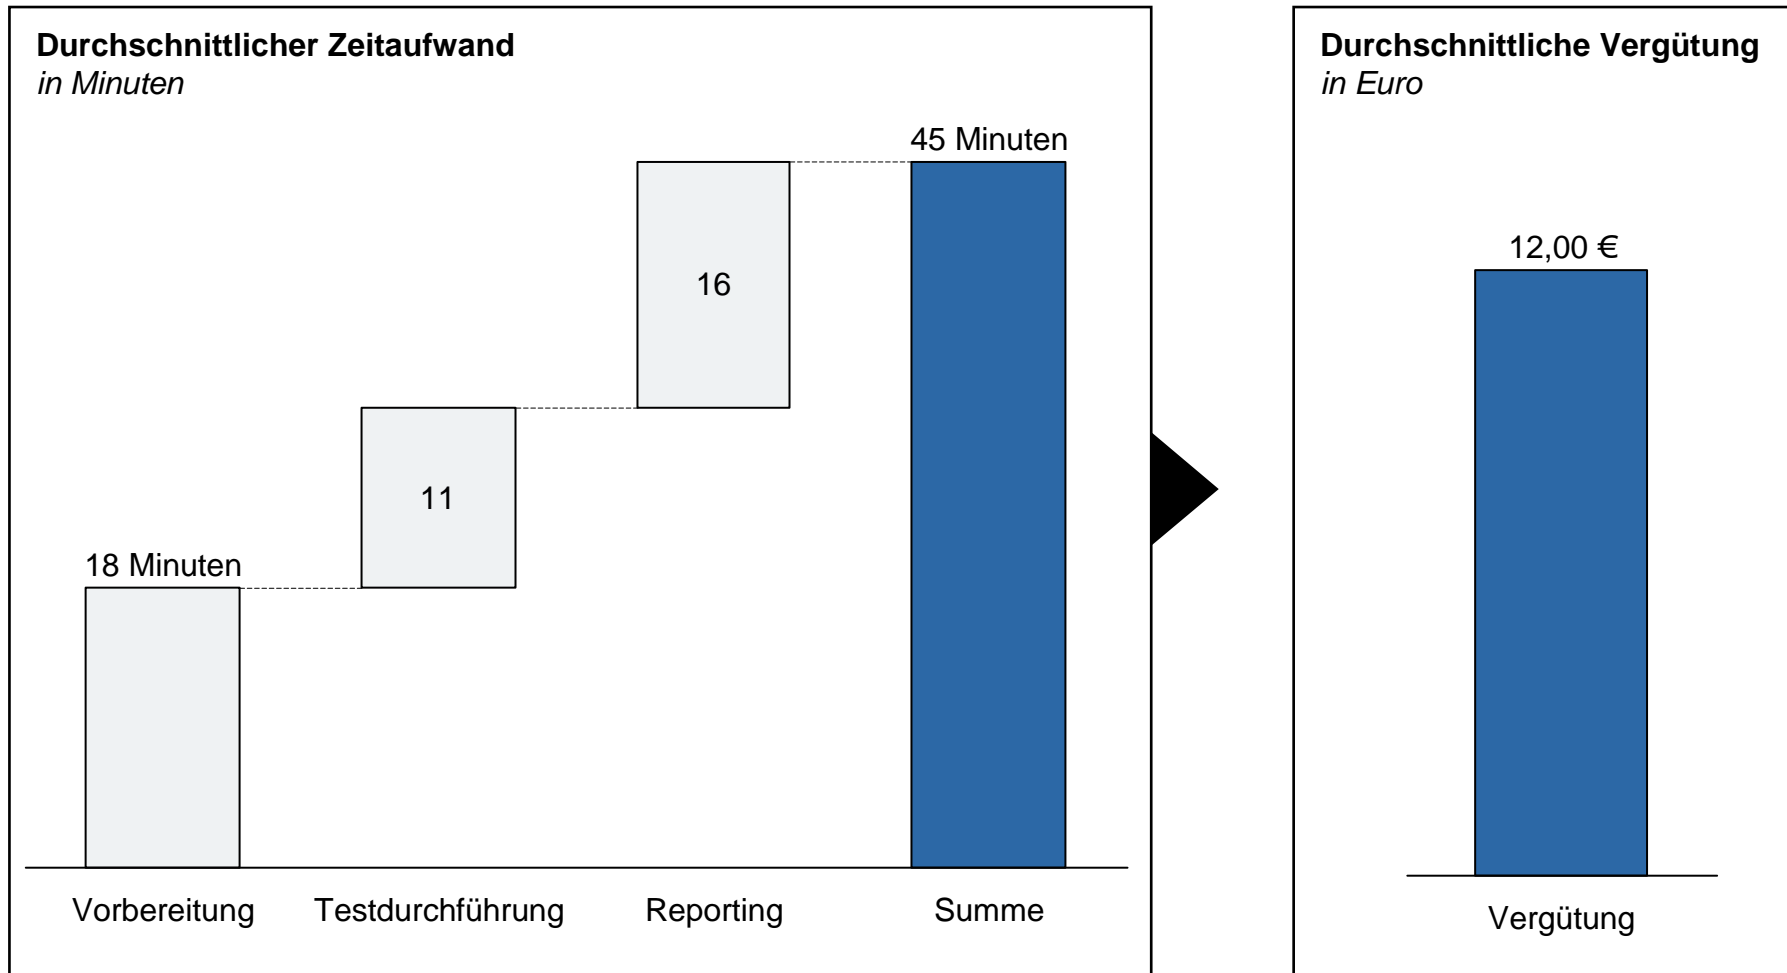 Durchschnittlicher Zeitaufwand
in Minuten
45 Minuten
16
11
18 Minuten
Vorbereitung
Testdurchführung
Reporting
Summe
Durchschnittliche Vergütung
in Euro
12,00 €
Vergütung